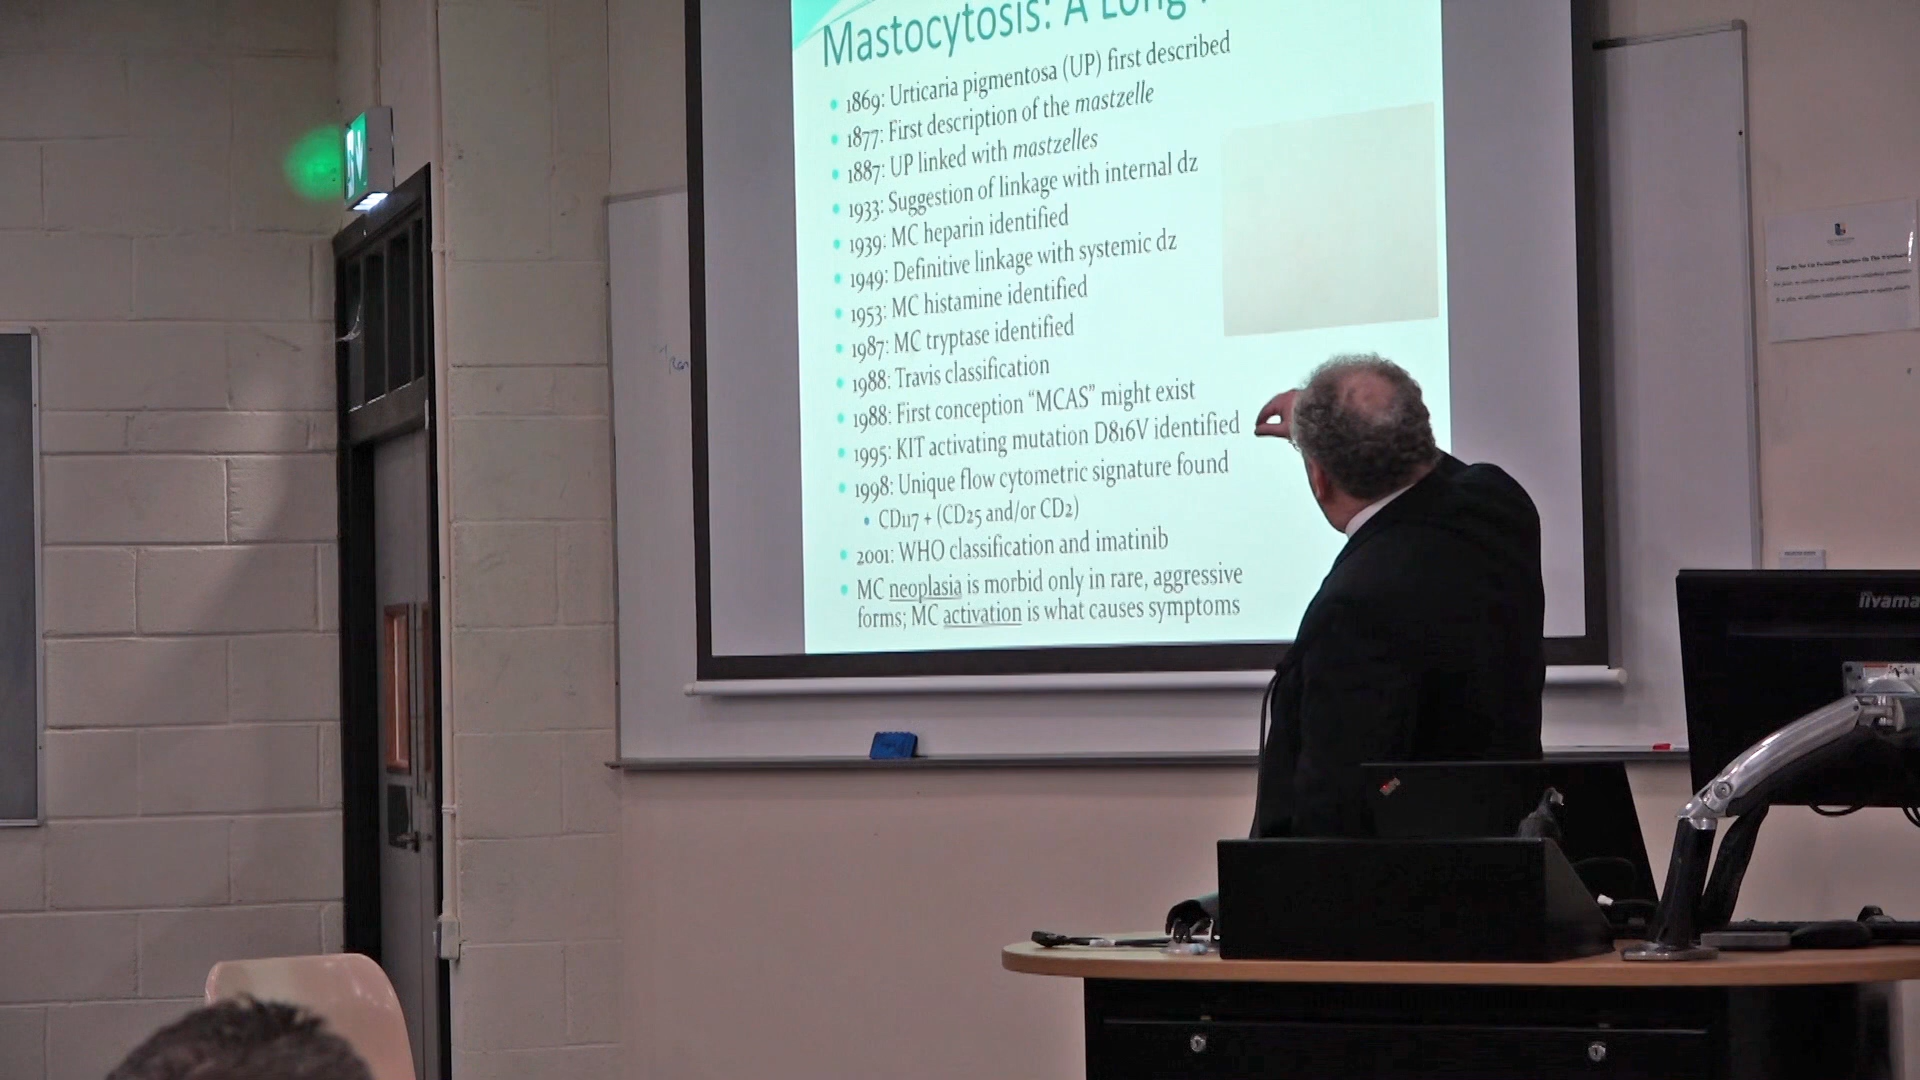 Mastocytosis: A Long
1869: Urticaria pigmentosa (UP) first described
1877: First description of the mastzelle
1887: UP linked with mastzelles
1933: Suggestion of linkage with internal dz
1939: MC heparin identified
1949: Definitive linkage with systemic dz
1953: MC histamine identified
1987: MC tryptase identified
1988: Travis classification
1988: First conception “MCAS” might exist
1995: KIT activating mutation D816V identified
1998: Unique flow cytometric signature found
CD117 + (CD25 and/or CD2)
2001: WHO classification and imatinib
MC neoplasia is morbid only in rare, aggressive
forms; MC activation is what causes symptoms
iiyama